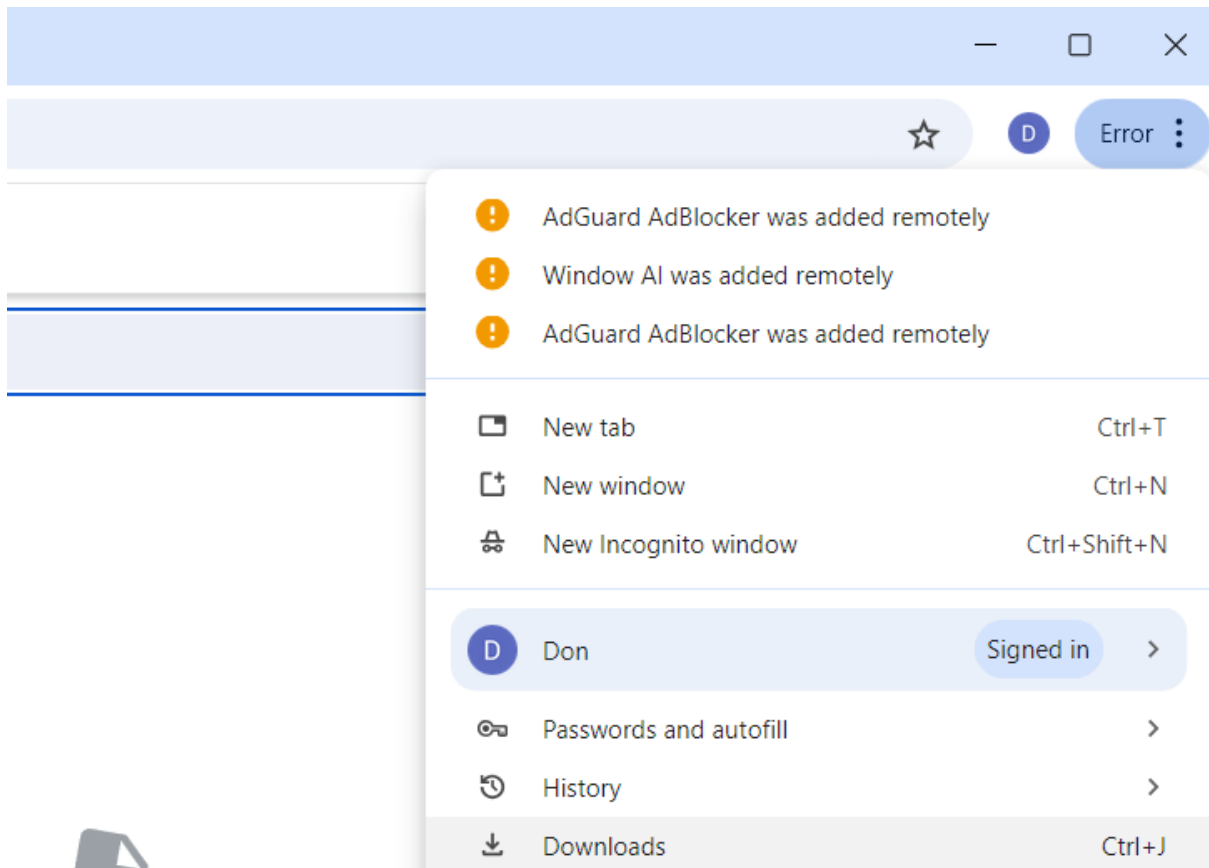 D Error
AdGuard AdBlocker was added remotely
Window AI was added remotely
AdGuard AdBlocker was added remotely
New tab Ctrl+T
New window Ctrl+N
New Incognito window Ctrl+Shift+N
D Don Signed in
Passwords and autofill
History
Downloads Ctrl+J